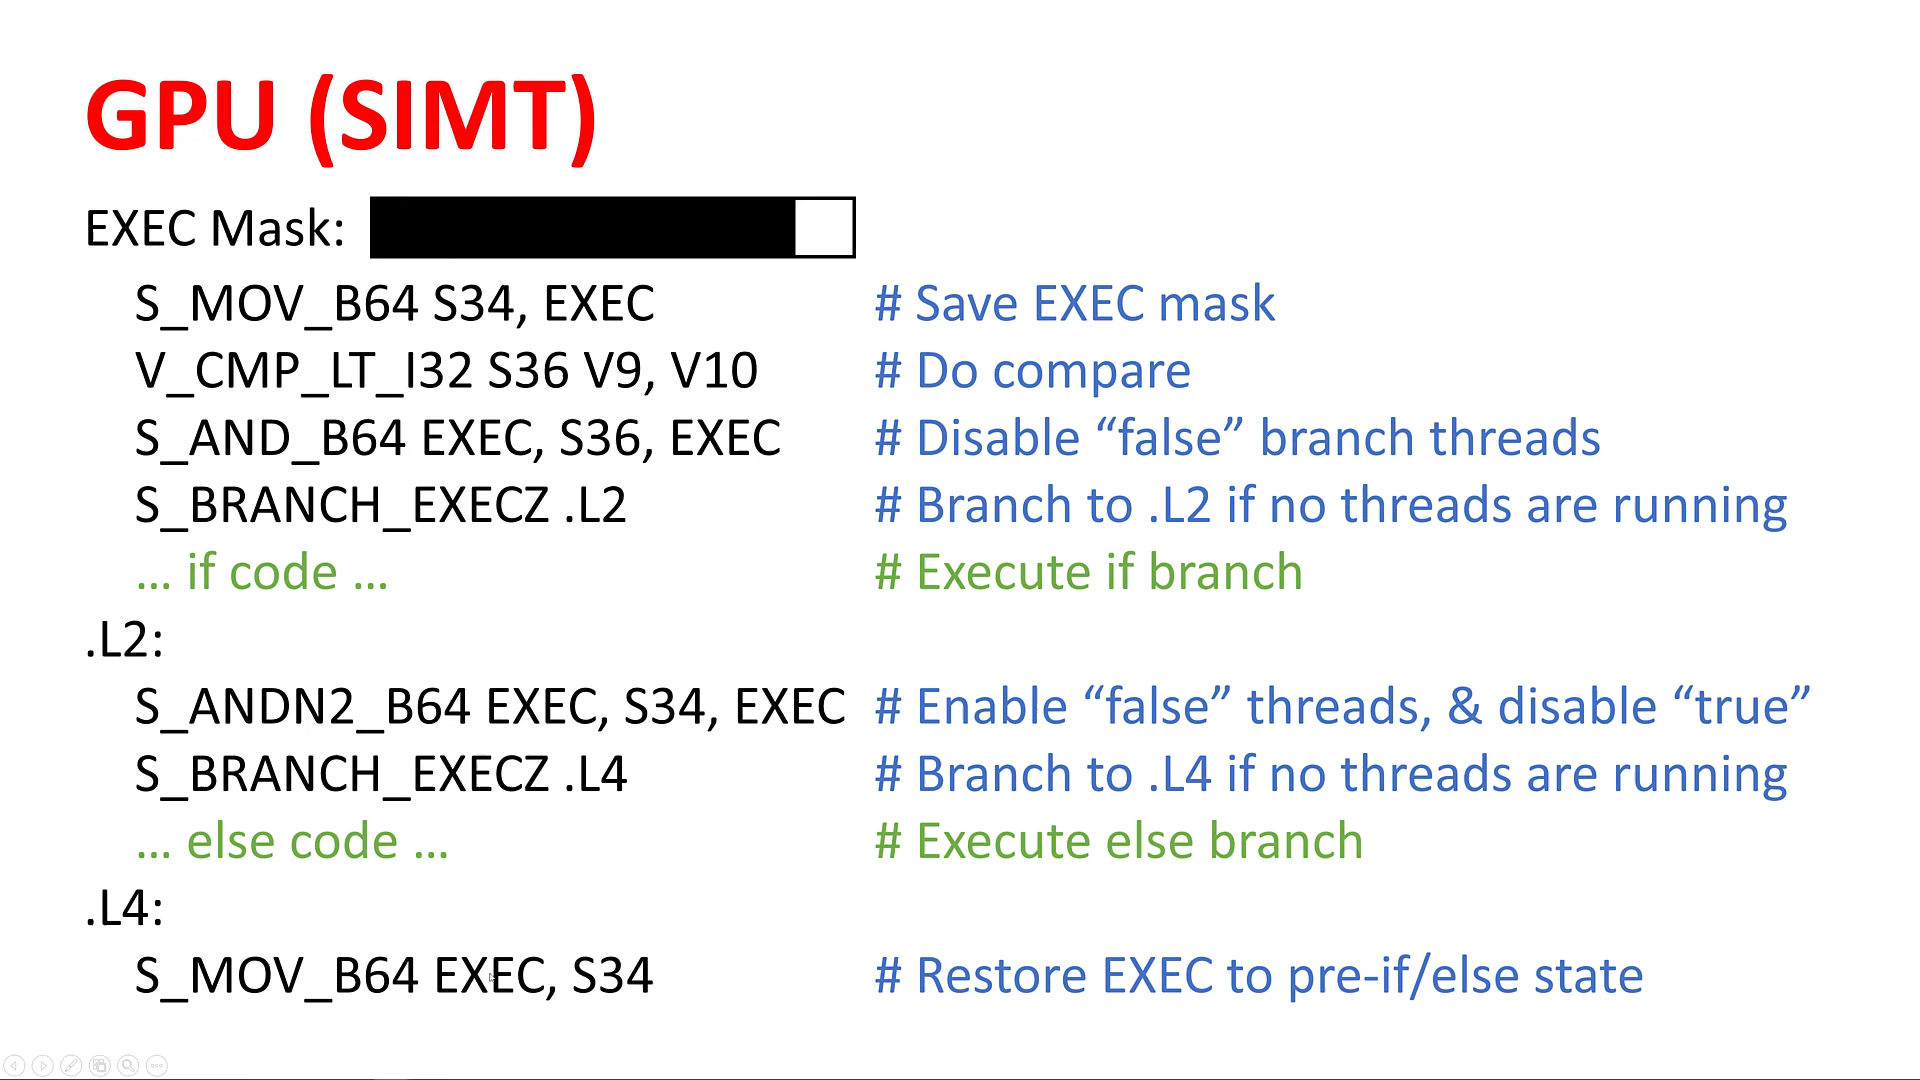 GPU (SIMT)
EXEC Mask:
S_MOV_B64 S34, EXEC # Save EXEC mask
V_CMP_LT_I32 S36 V9, V10 # Do compare
S_AND_B64 EXEC, S36, EXEC # Disable “false” branch threads
S_BRANCH_EXECZ .L2 # Branch to .L2 if no threads are running
... if code ... # Execute if branch
.L2:
S_ANDN2_B64 EXEC, S34, EXEC # Enable “false” threads, & disable “true”
S_BRANCH_EXECZ .L4 # Branch to .L4 if no threads are running
... else code ... # Execute else branch
.L4:
S_MOV_B64 EXEC, S34 # Restore EXEC to pre-if/else state